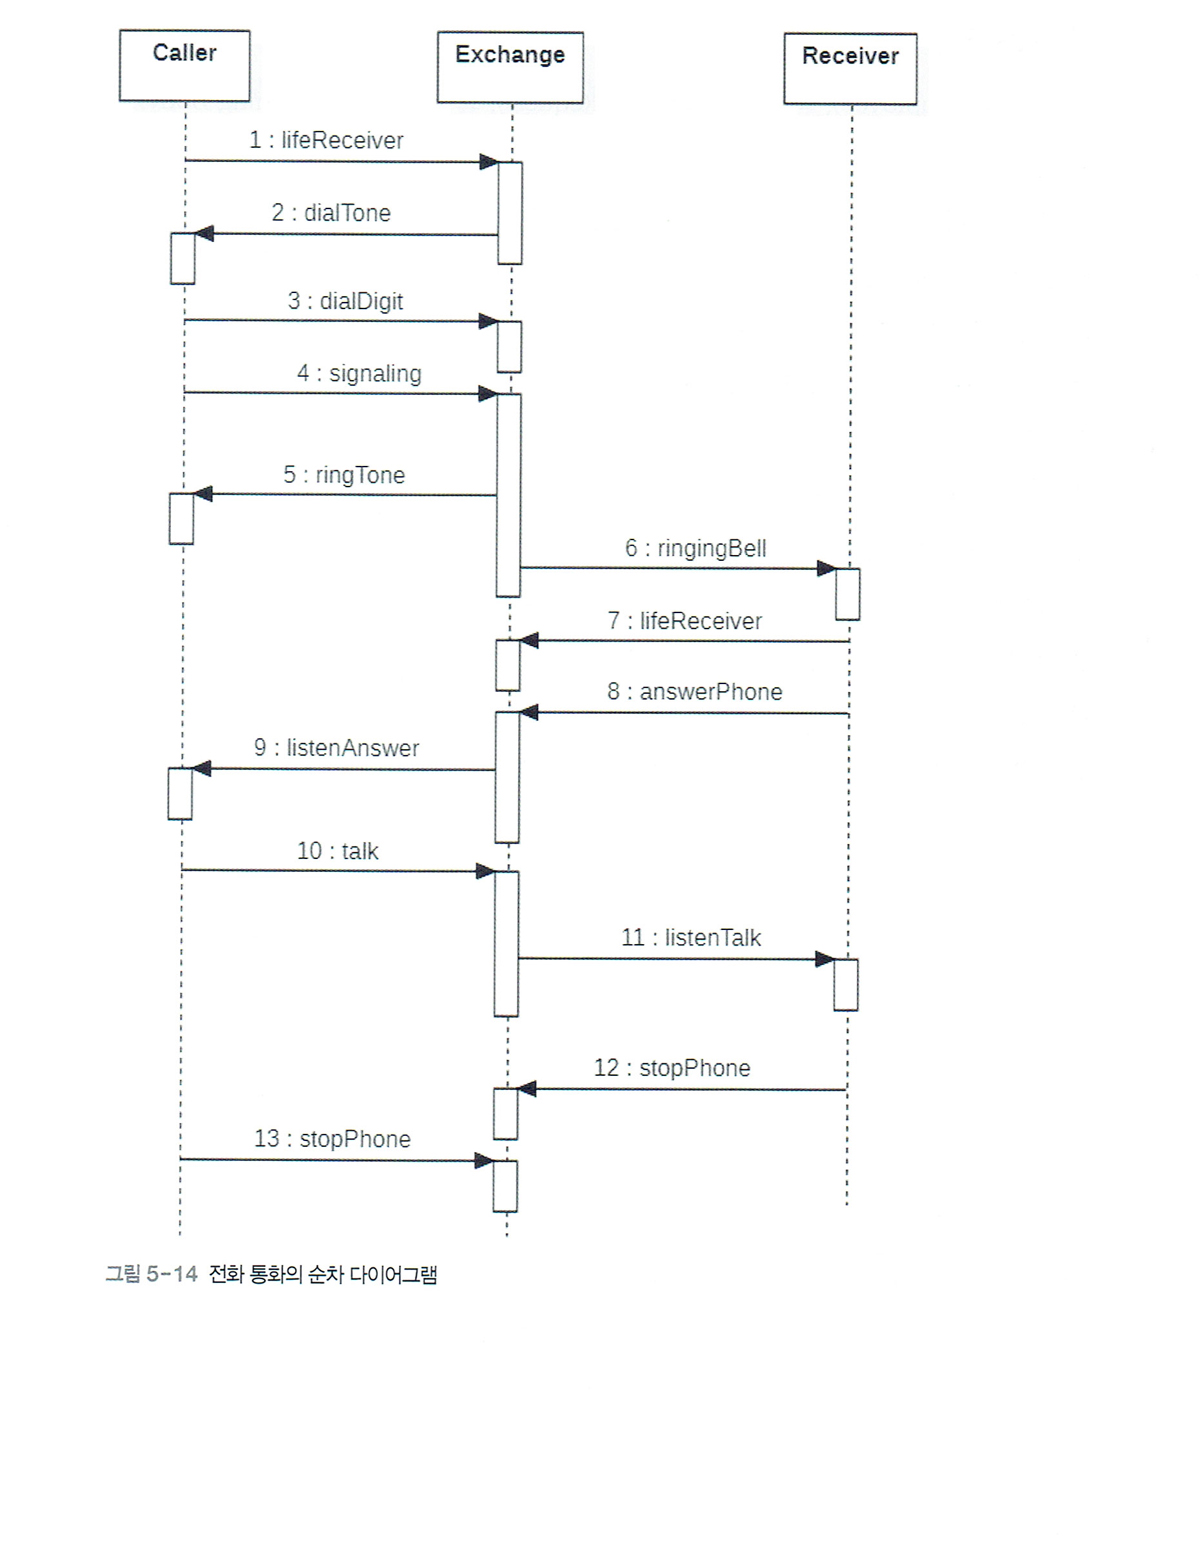 Caller
Exchange
Receiver
1 : lifeReceiver
2 : dialTone
3 : dialDigit
4 : signaling
5 : ringTone
6 : ringingBell
7 : lifeReceiver
8 : answerPhone
9 : listenAnswer
10 : talk
11 : listenTalk
12 : stopPhone
13 : stopPhone
그림 5-14 전화 통화의 순차 다이어그램